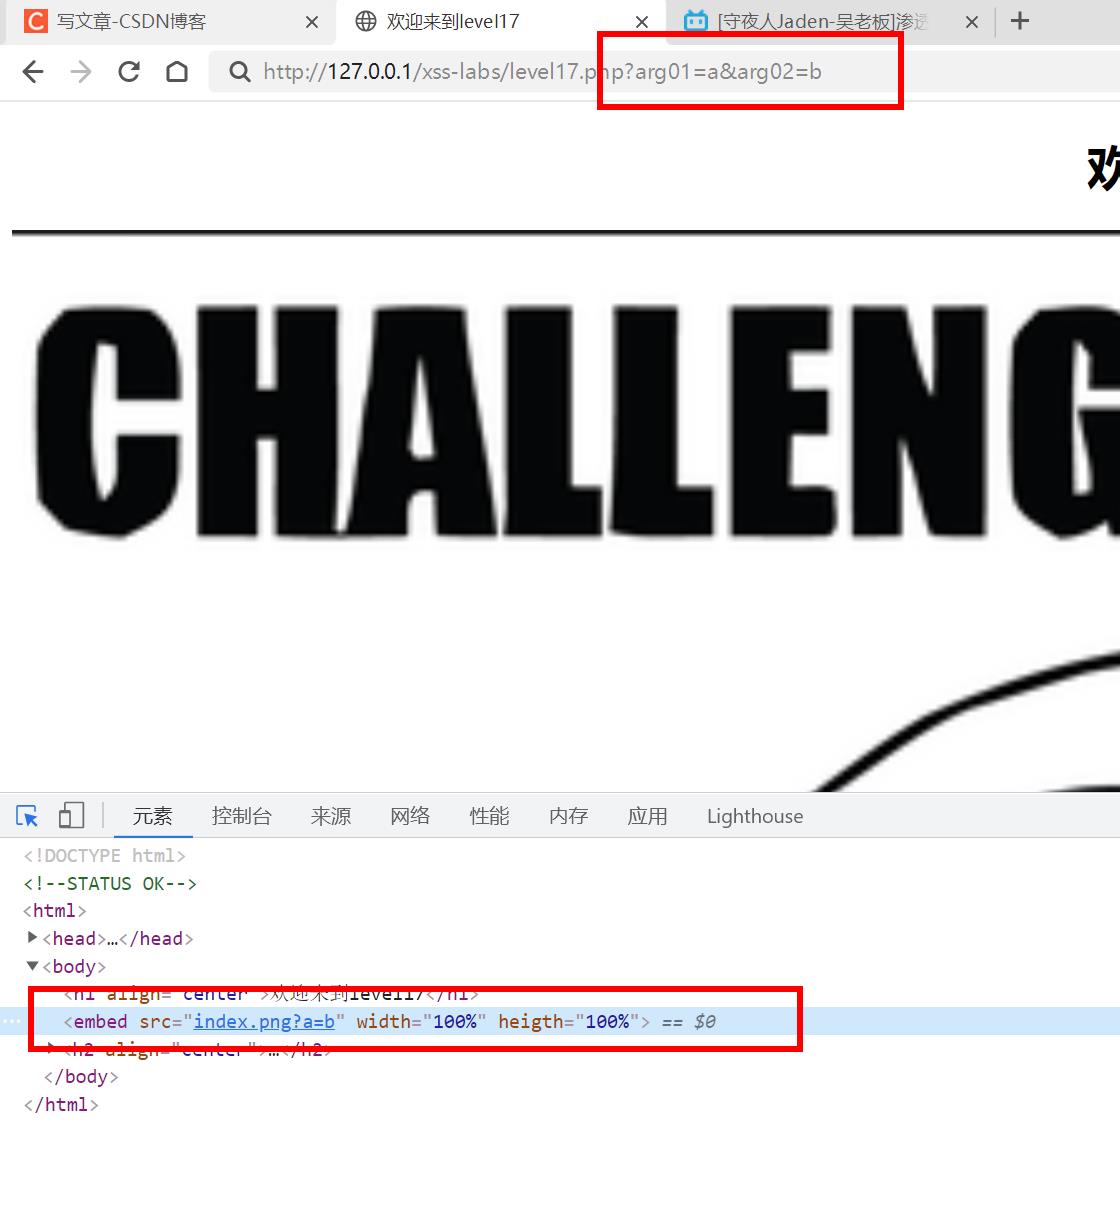 写文章-CSDN博客
欢迎来到level17
[守夜人Jaden-吴老板]渗透
http://127.0.0.1/xss-labs/level17.php?arg01=a&arg02=b
欢
CHALLENG
元素 控制台 来源 网络 性能 内存 应用 Lighthouse
<!DOCTYPE html>
<!--STATUS OK-->
<html>
<head>…</head>
<body>
<h1 align="center">欢迎来到level17</h1>
<embed src="index.png?a=b" width="100%" heigth="100%"> == $0
<h2 align="center">…</h2>
</body>
</html>